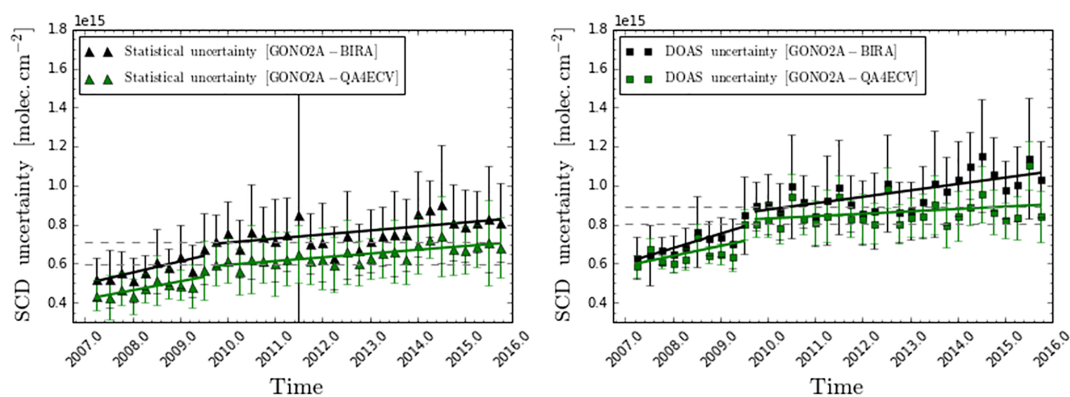 1e15
1.8
1.6
1.4
1.2
1.0
0.8
0.6
0.4
SCD uncertainty [molec. cm⁻²]
Statistical uncertainty [GONO2A – BIRA]
Statistical uncertainty [GONO2A – QA4ECV]
2007.0 2008.0 2009.0 2010.0 2011.0 2012.0 2013.0 2014.0 2015.0 2016.0
Time
1e15
1.8
1.6
1.4
1.2
1.0
0.8
0.6
0.4
SCD uncertainty [molec. cm⁻²]
DOAS uncertainty [GONO2A – BIRA]
DOAS uncertainty [GONO2A – QA4ECV]
2007.0 2008.0 2009.0 2010.0 2011.0 2012.0 2013.0 2014.0 2015.0 2016.0
Time